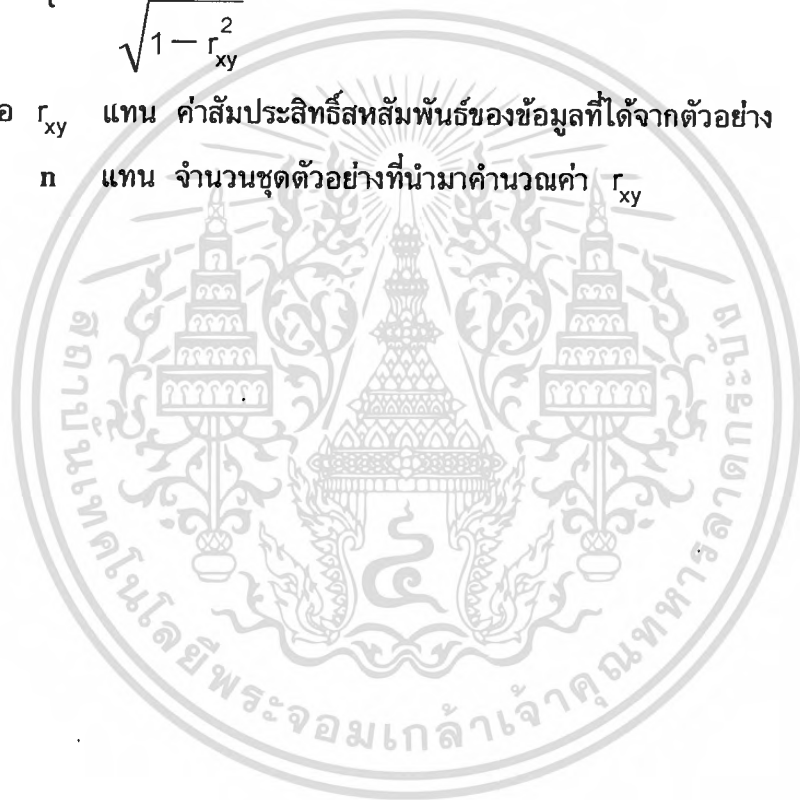 √1 − r²xy
rxy แทน ค่าสัมประสิทธิ์สหสัมพันธ์ของข้อมูลที่ได้จากตัวอย่าง
n แทน จำนวนชุดตัวอย่างที่นำมาคำนวณค่า rxy
สถาบันเทคโนโลยีพระจอมเกล้าเจ้าคุณทหารลาดกระบัง